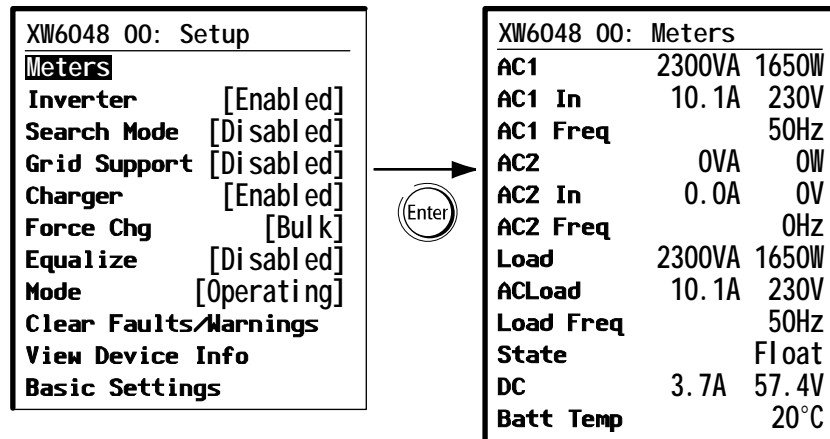 XW6048 00: Setup
Meters
Inverter [Enabled]
Search Mode [Disabled]
Grid Support [Disabled]
Charger [Enabled]
Force Chg [Bulk]
Equalize [Disabled]
Mode [Operating]
Clear Faults/Warnings
View Device Info
Basic Settings
Enter
XW6048 00: Meters
AC1 2300VA 1650W
AC1 In 10.1A 230V
AC1 Freq 50Hz
AC2 0VA 0W
AC2 In 0.0A 0V
AC2 Freq 0Hz
Load 2300VA 1650W
ACLoad 10.1A 230V
Load Freq 50Hz
State Float
DC 3.7A 57.4V
Batt Temp 20°C